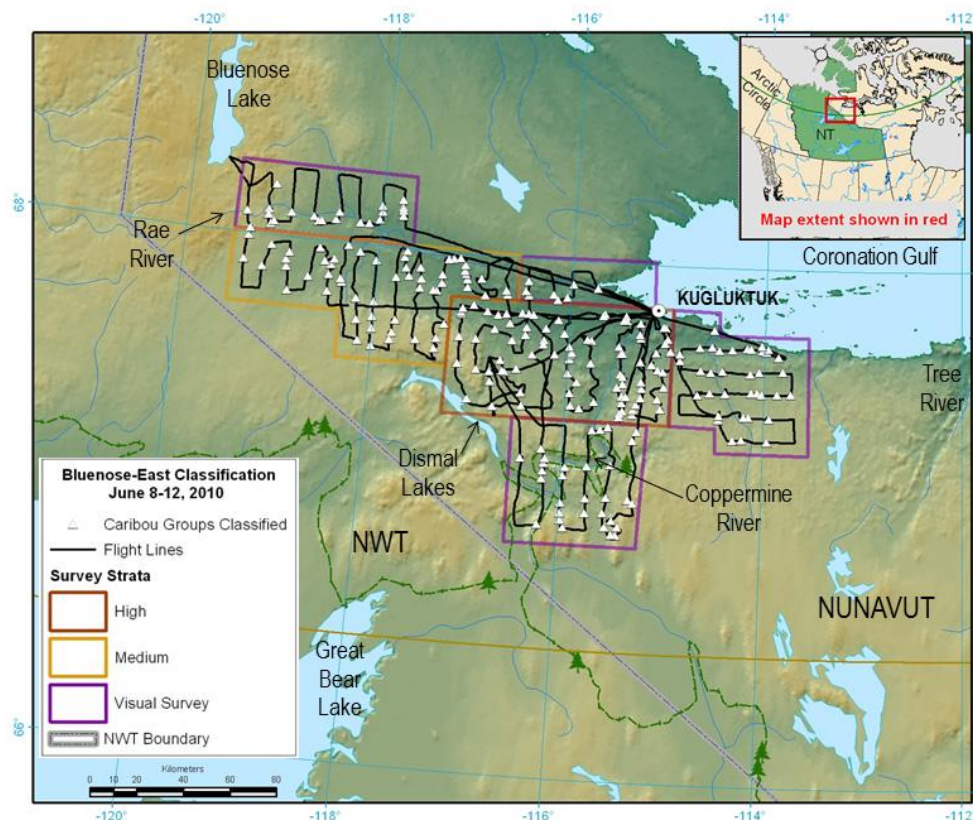 -120°
-118°
-116°
-114°
-112°
Bluenose
Lake
Arctic
Circle
NT
Map extent shown in red
68°
Rae
River
Coronation Gulf
KUGLUKTUK
Tree
River
Dismal
Lakes
Coppermine
River
NWT
NUNAVUT
Great
Bear
Lake
66°
Bluenose-East Classification
June 8-12, 2010
Caribou Groups Classified
Flight Lines
Survey Strata
High
Medium
Visual Survey
NWT Boundary
Kilometers
0 10 20 40 60 80
-120°
-118°
-116°
-114°
-112°